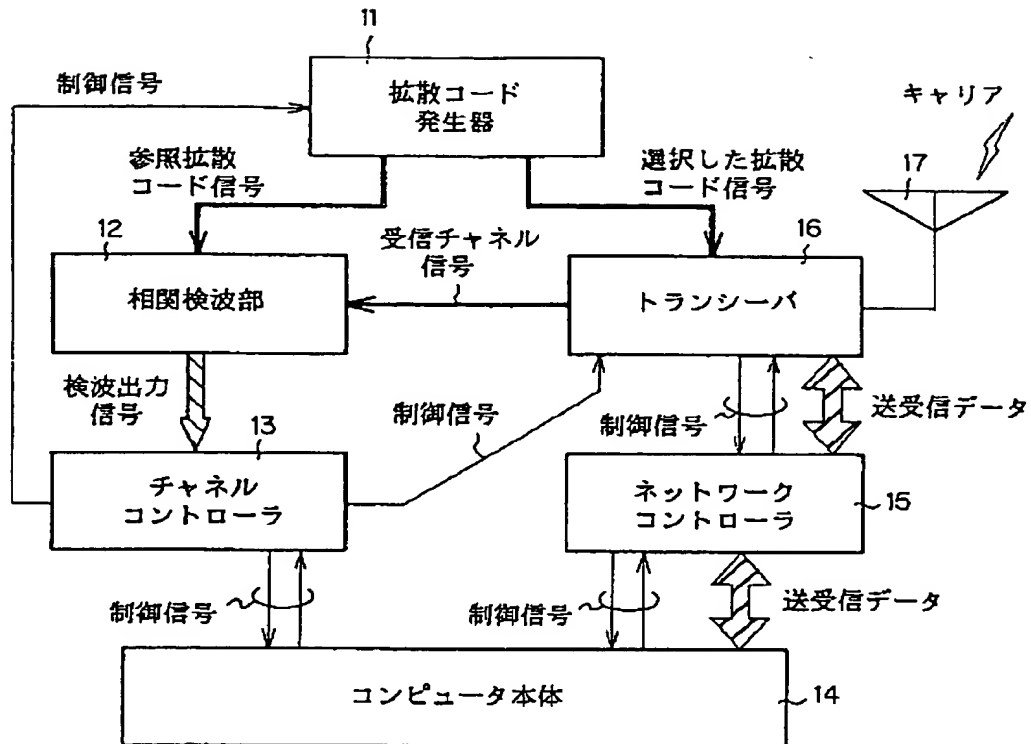 11
制御信号
拡散コード
発生器
キャリア
参照拡散
コード信号
選択した拡散
コード信号
17
12
受信チャネル
信号
16
相関検波部
トランシーバ
検波出力
信号
制御信号
制御信号
送受信データ
13
チャネル
コントローラ
ネットワーク
コントローラ
15
制御信号
制御信号
送受信データ
コンピュータ本体
14